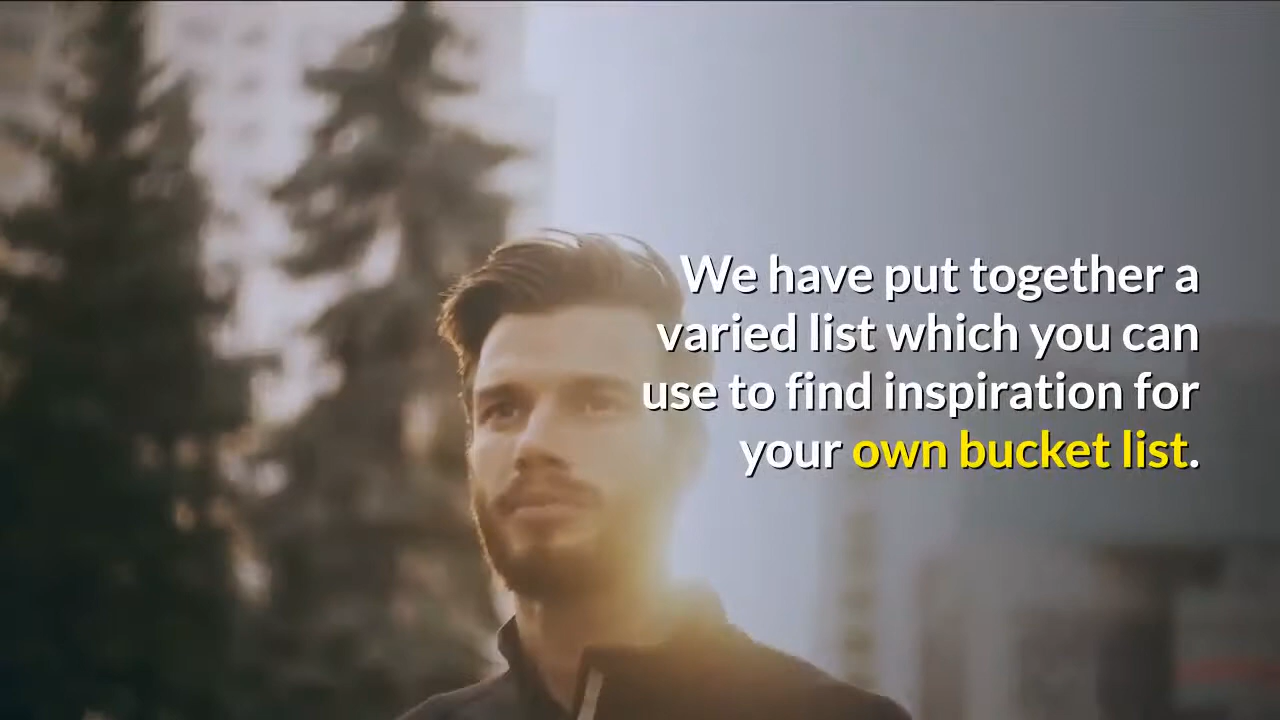 We have put together a
varied list which you can
use to find inspiration for
your own bucket list.